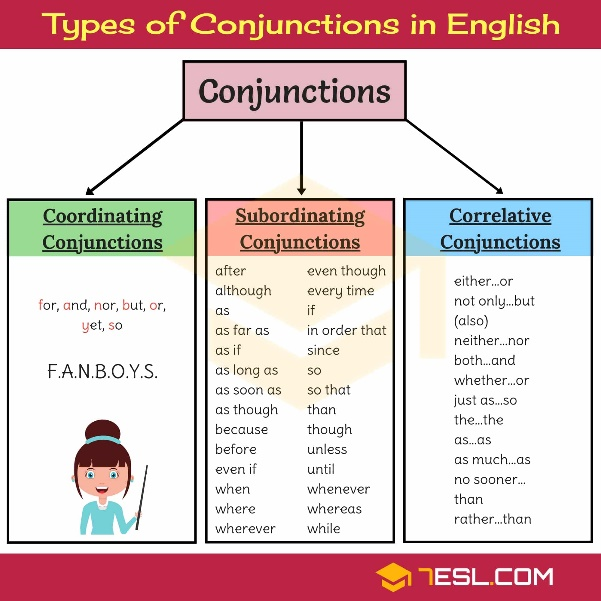 Types of Conjunctions in English
Conjunctions
Coordinating
Conjunctions
for, and, nor, but, or,
yet, so
F.A.N.B.O.Y.S.
Subordinating
Conjunctions
after
although
as
as far as
as if
as long as
as soon as
as though
because
before
even if
when
where
wherever
even though
every time
if
in order that
since
so
so that
than
though
unless
until
whenever
whereas
while
Correlative
Conjunctions
either...or
not only...but
(also)
neither...nor
both...and
whether...or
just as...so
the...the
as...as
as much...as
no sooner...
than
rather...than
7ESL.COM